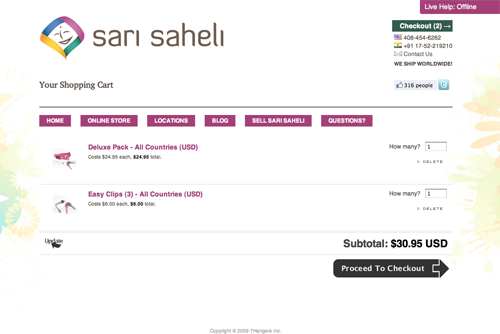 Live Help: Offline
sari saheli
Checkout (2) →
408-454-6262
+91 17-52-219210
Contact Us
WE SHIP WORLDWIDE!
Your Shopping Cart
316 people
HOME ONLINE STORE LOCATIONS BLOG SELL SARI SAHELI QUESTIONS?
Deluxe Pack - All Countries (USD)
How many? 1
Costs $24.95 each, $24.95 total.
x DELETE
Easy Clips (3) - All Countries (USD)
How many? 1
Costs $6.00 each, $6.00 total.
x DELETE
Update
Subtotal: $30.95 USD
Proceed To Checkout
Copyright © 2009 7Hangers Inc.